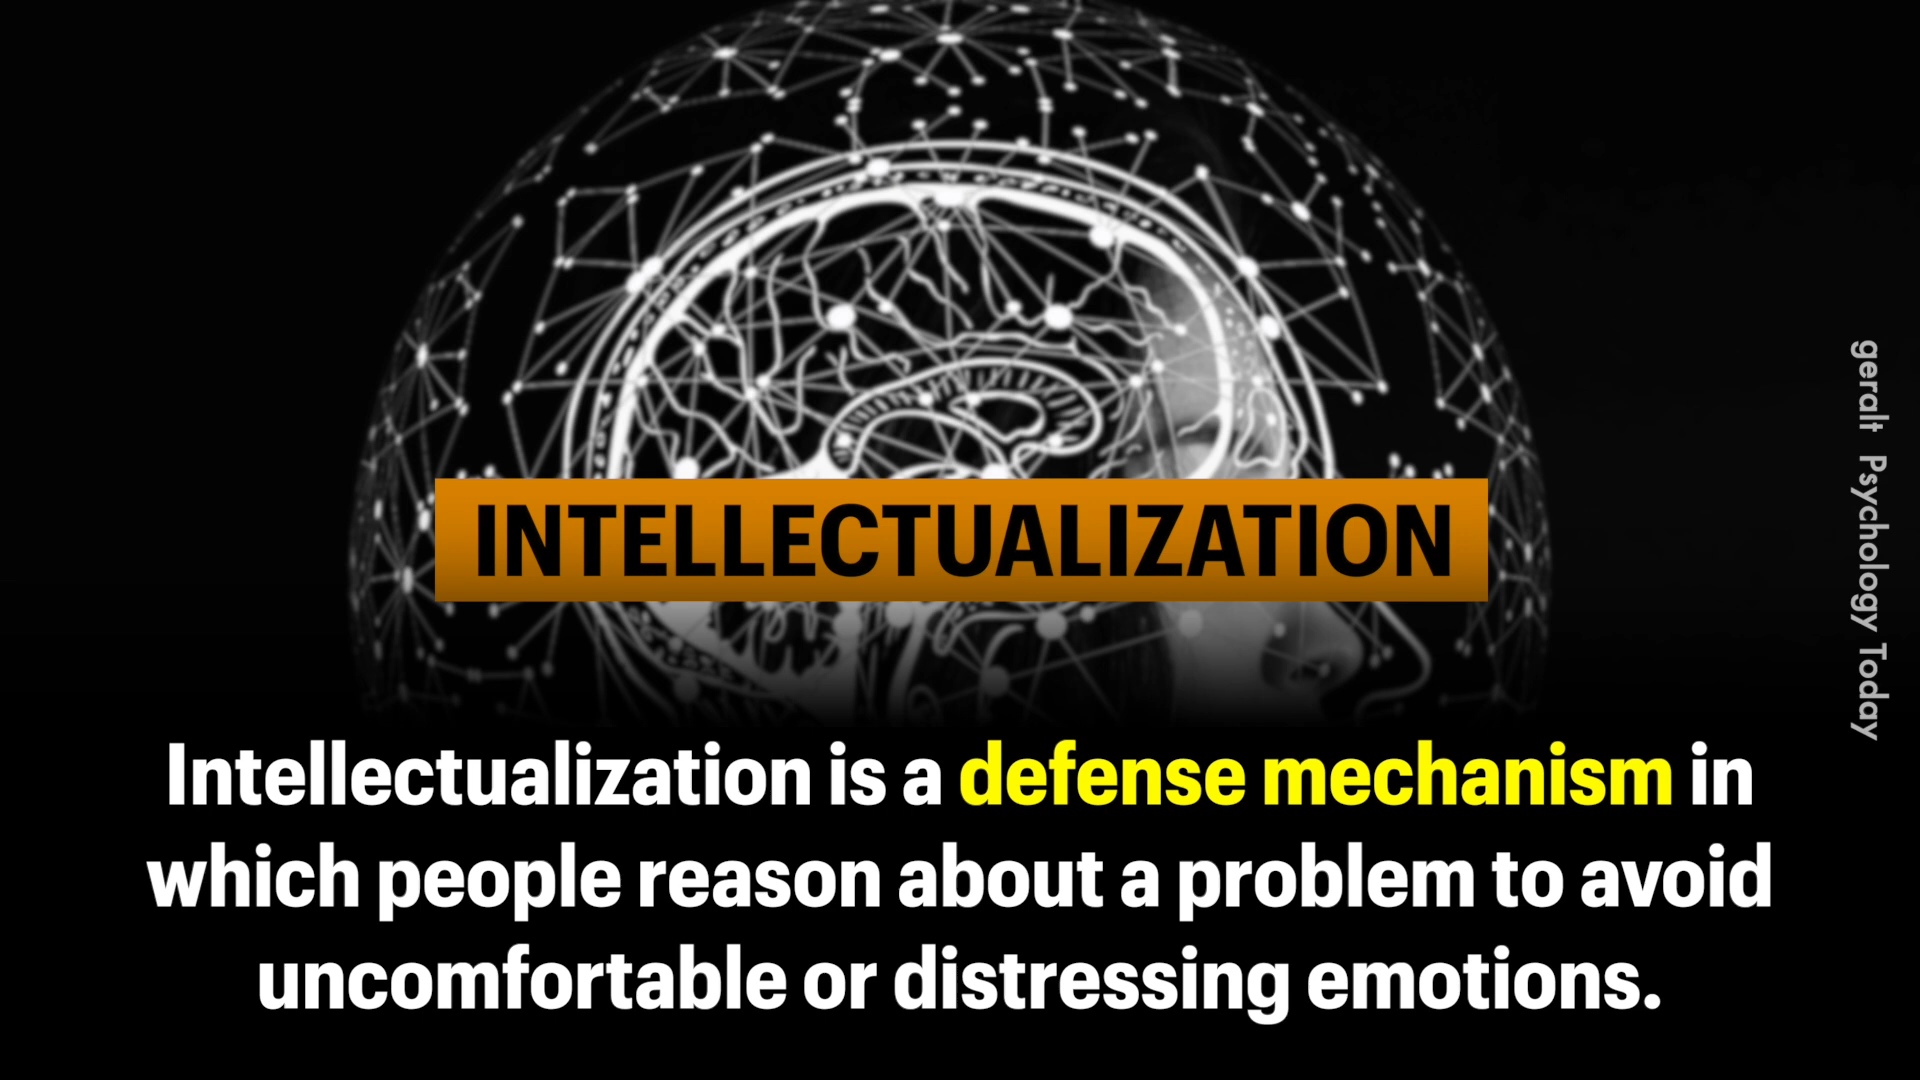 INTELLECTUALIZATION
Intellectualization is a defense mechanism in
which people reason about a problem to avoid
uncomfortable or distressing emotions.
geralt Psychology Today